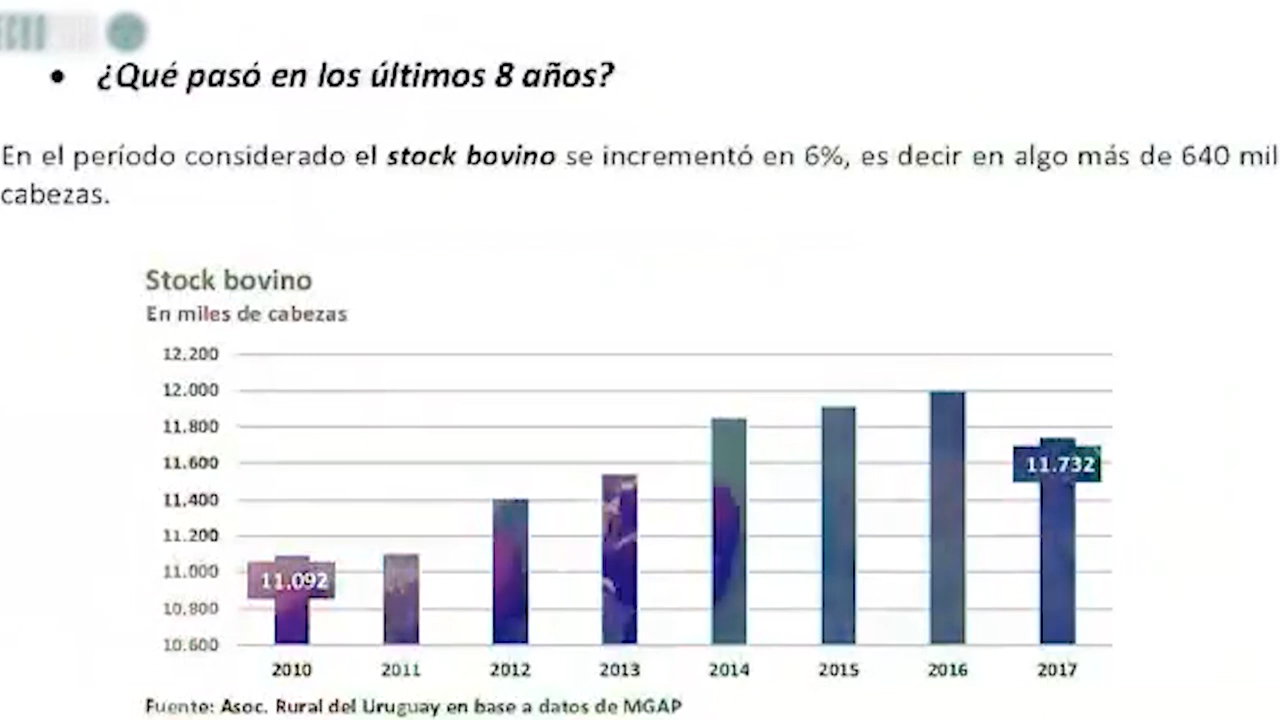 • ¿Qué pasó en los últimos 8 años?
En el período considerado el stock bovino se incrementó en 6%, es decir en algo más de 640 mil
cabezas.
Stock bovino
En miles de cabezas
12.200
12.000
11.800
11.600
11.400
11.200
11.000
10.800
10.600
11.092
11.732
2010 2011 2012 2013 2014 2015 2016 2017
Fuente: Asoc. Rural del Uruguay en base a datos de MGAP